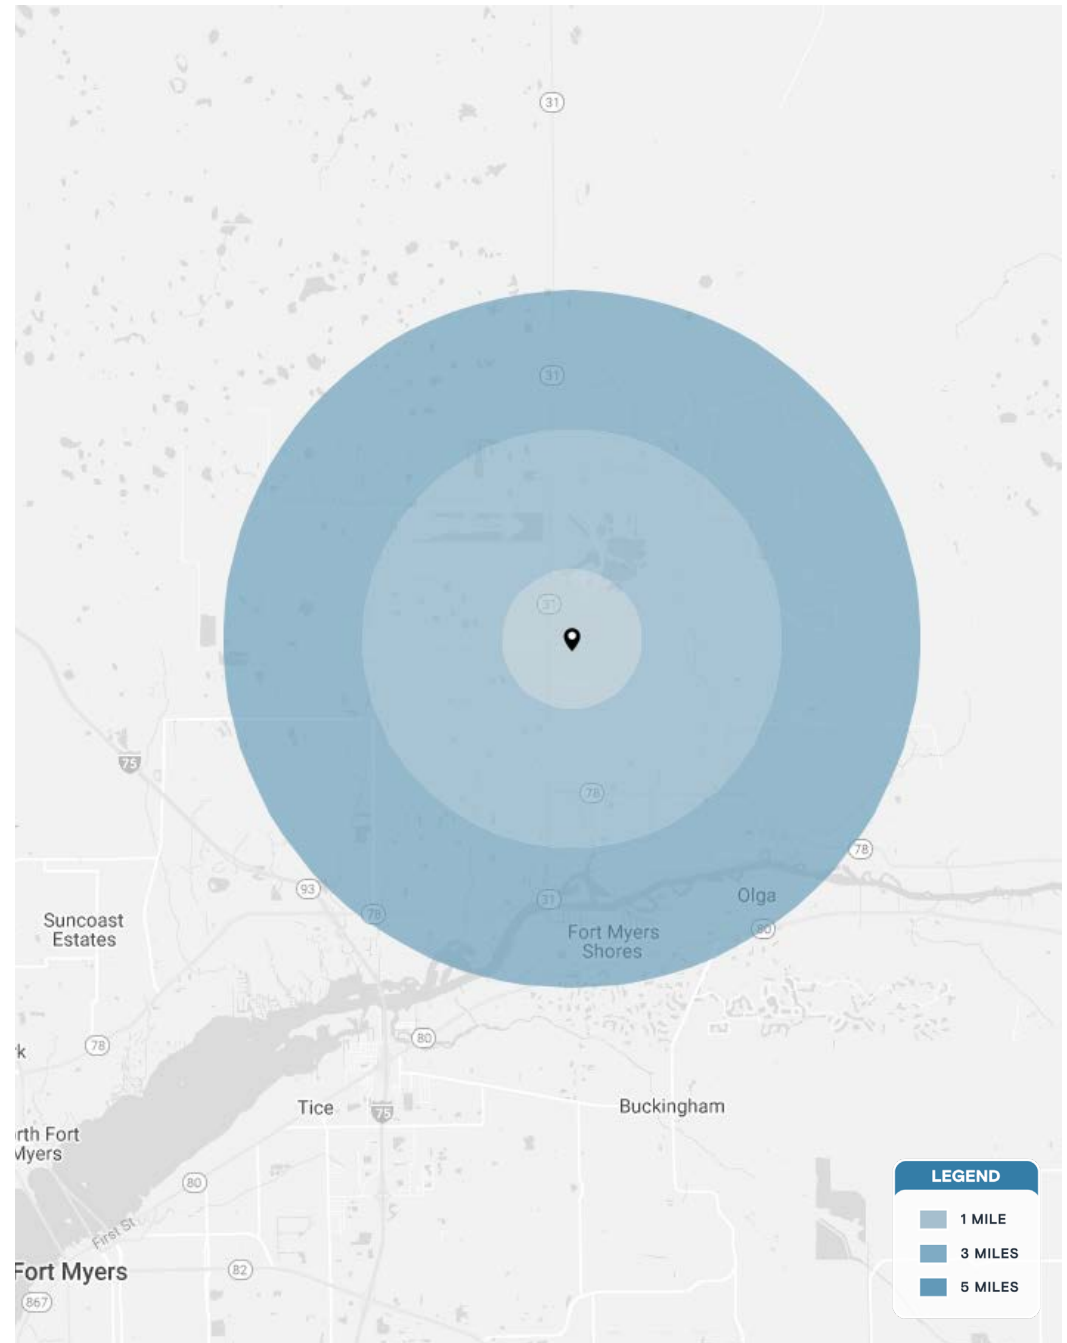 31
31
31
75
78
78
93
78
31
Olga
80
Suncoast
Estates
Fort Myers
Shores
80
78
k
Tice
75
Buckingham
rth Fort
Myers
80
First St
Fort Myers
82
867
LEGEND
1 MILE
3 MILES
5 MILES